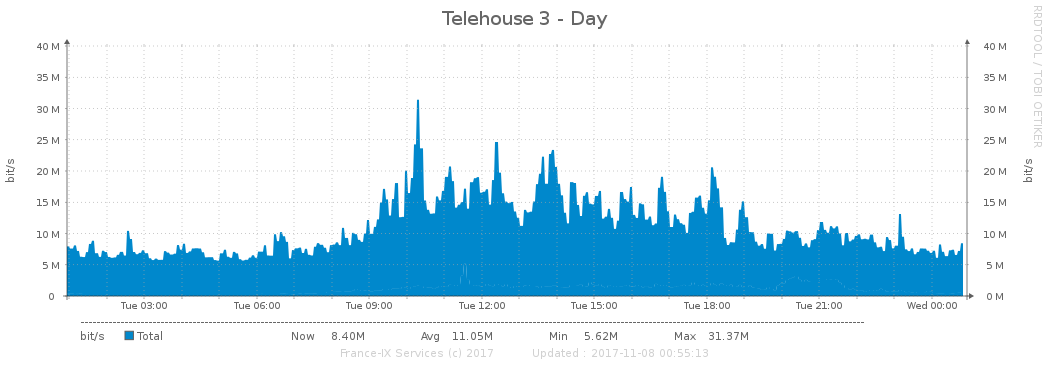 Telehouse 3 - Day
RRDTOOL / TOBI OETIKER
40 M 40 M
35 M 35 M
30 M 30 M
25 M 25 M
20 M 20 M
15 M 15 M
10 M 10 M
5 M 5 M
0 0 M
bit/s bit/s
Tue 03:00 Tue 06:00 Tue 09:00 Tue 12:00 Tue 15:00 Tue 18:00 Tue 21:00 Wed 00:00
bit/s Total Now 8.40M Avg 11.05M Min 5.62M Max 31.37M
France-IX Services (c) 2017 Updated : 2017-11-08 00:55:13